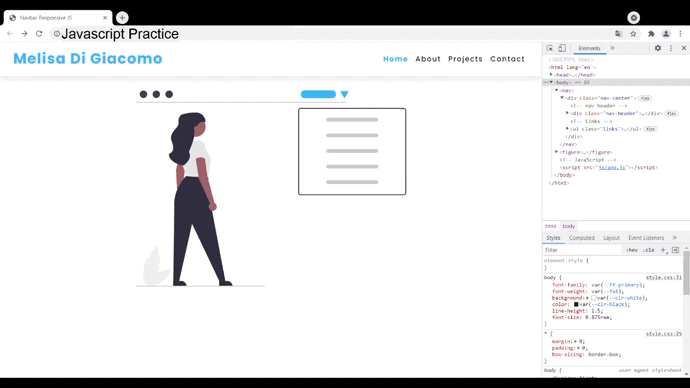 Navbar Responsive JS
Javascript Practice
Melisa Di Giacomo
Home About Projects Contact
Elements
<!DOCTYPE html>
<html lang="en">
<head>…</head>
<body> == $0
<nav>
<div class="nav-center"> flex
<!-- nav header -->
<div class="nav-header">…</div> flex
<!-- Links -->
<ul class="links">…</ul> flex
</div>
</nav>
<figure>…</figure>
<!-- JavaScript -->
<script src="js/app.js"></script>
</body>
</html>
html body
Styles Computed Layout Event Listeners »
Filter :hov .cls +
element.style {
}
body { style.css:31
font-family: var(--ff-primary);
font-weight: var(--fw3);
background: var(--clr-white);
color: var(--clr-black);
line-height: 1.5;
font-size: 0.875rem;
}
* { style.css:25
margin: 0;
padding: 0;
box-sizing: border-box;
}
body { user agent stylesheet